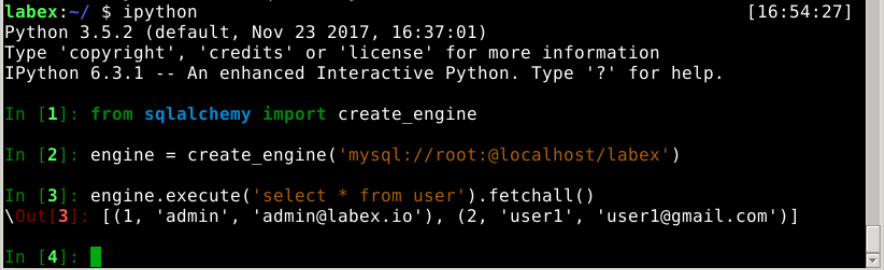 labex:~/ $ ipython [16:54:27]
Python 3.5.2 (default, Nov 23 2017, 16:37:01)
Type 'copyright', 'credits' or 'license' for more information
IPython 6.3.1 -- An enhanced Interactive Python. Type '?' for help.
In [1]: from sqlalchemy import create_engine
In [2]: engine = create_engine('mysql://root:@localhost/labex')
In [3]: engine.execute('select * from user').fetchall()
\Out[3]: [(1, 'admin', 'admin@labex.io'), (2, 'user1', 'user1@gmail.com')]
In [4]: